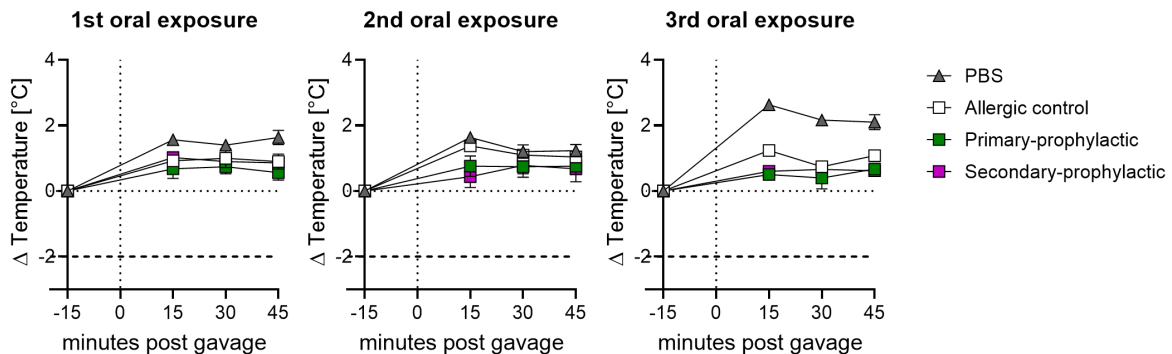 1st oral exposure
2nd oral exposure
3rd oral exposure
Δ Temperature [°C]
4
2
0
-2
-15 0 15 30 45
minutes post gavage
Δ Temperature [°C]
4
2
0
-2
-15 0 15 30 45
minutes post gavage
Δ Temperature [°C]
4
2
0
-2
-15 0 15 30 45
minutes post gavage
PBS
Allergic control
Primary-prophylactic
Secondary-prophylactic